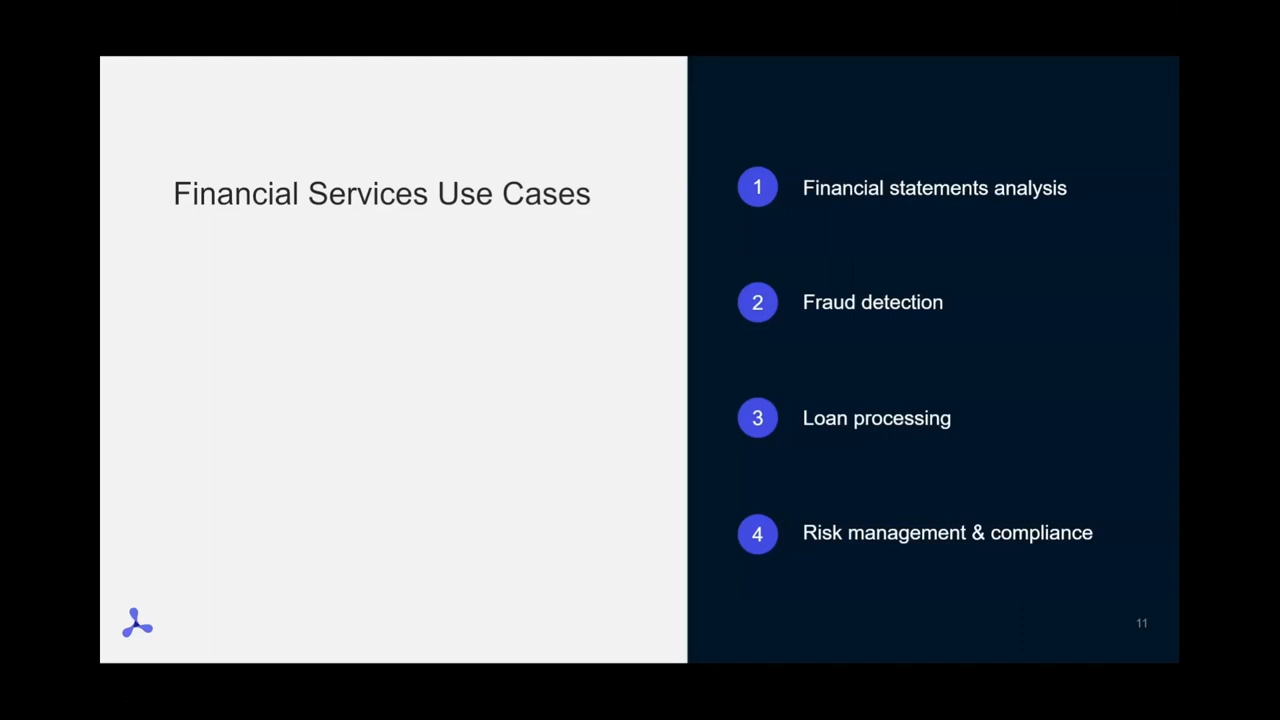 Financial Services Use Cases
1 Financial statements analysis
2 Fraud detection
3 Loan processing
4 Risk management & compliance
11